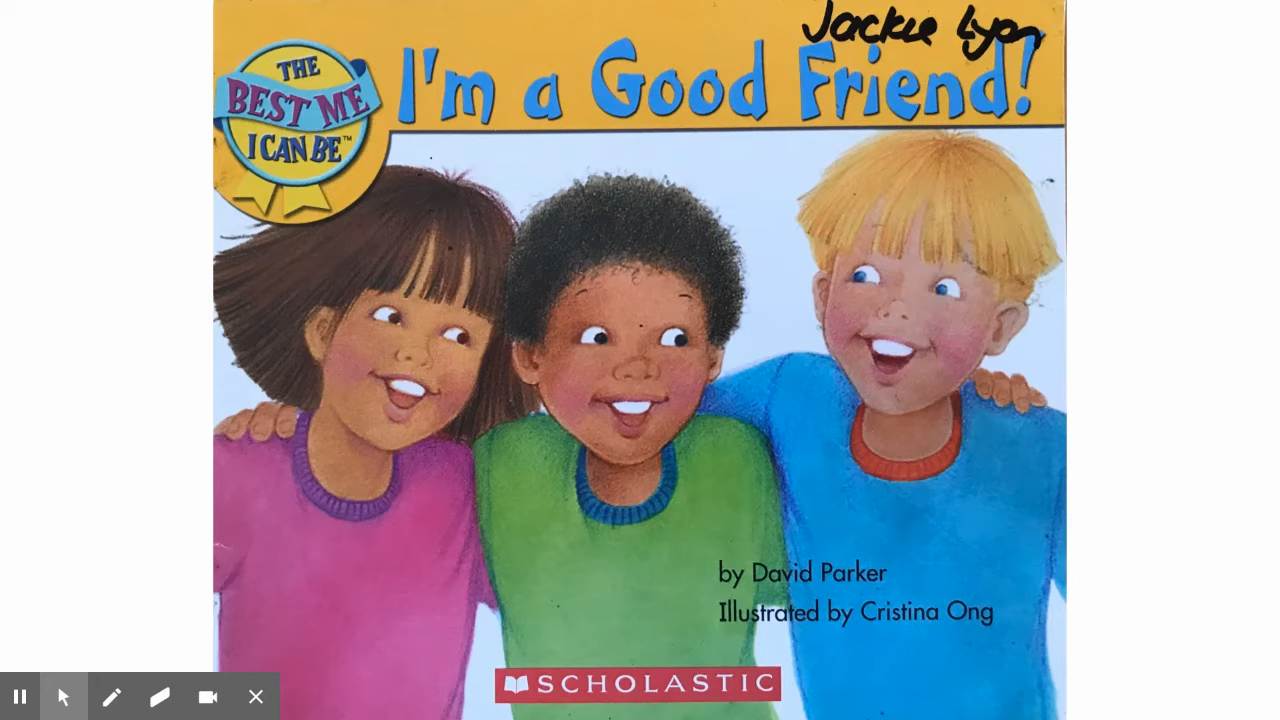 Jackie Lyon
I'm a Good Friend!
THE
BEST ME
I CAN BE™
by David Parker
Illustrated by Cristina Ong
SCHOLASTIC